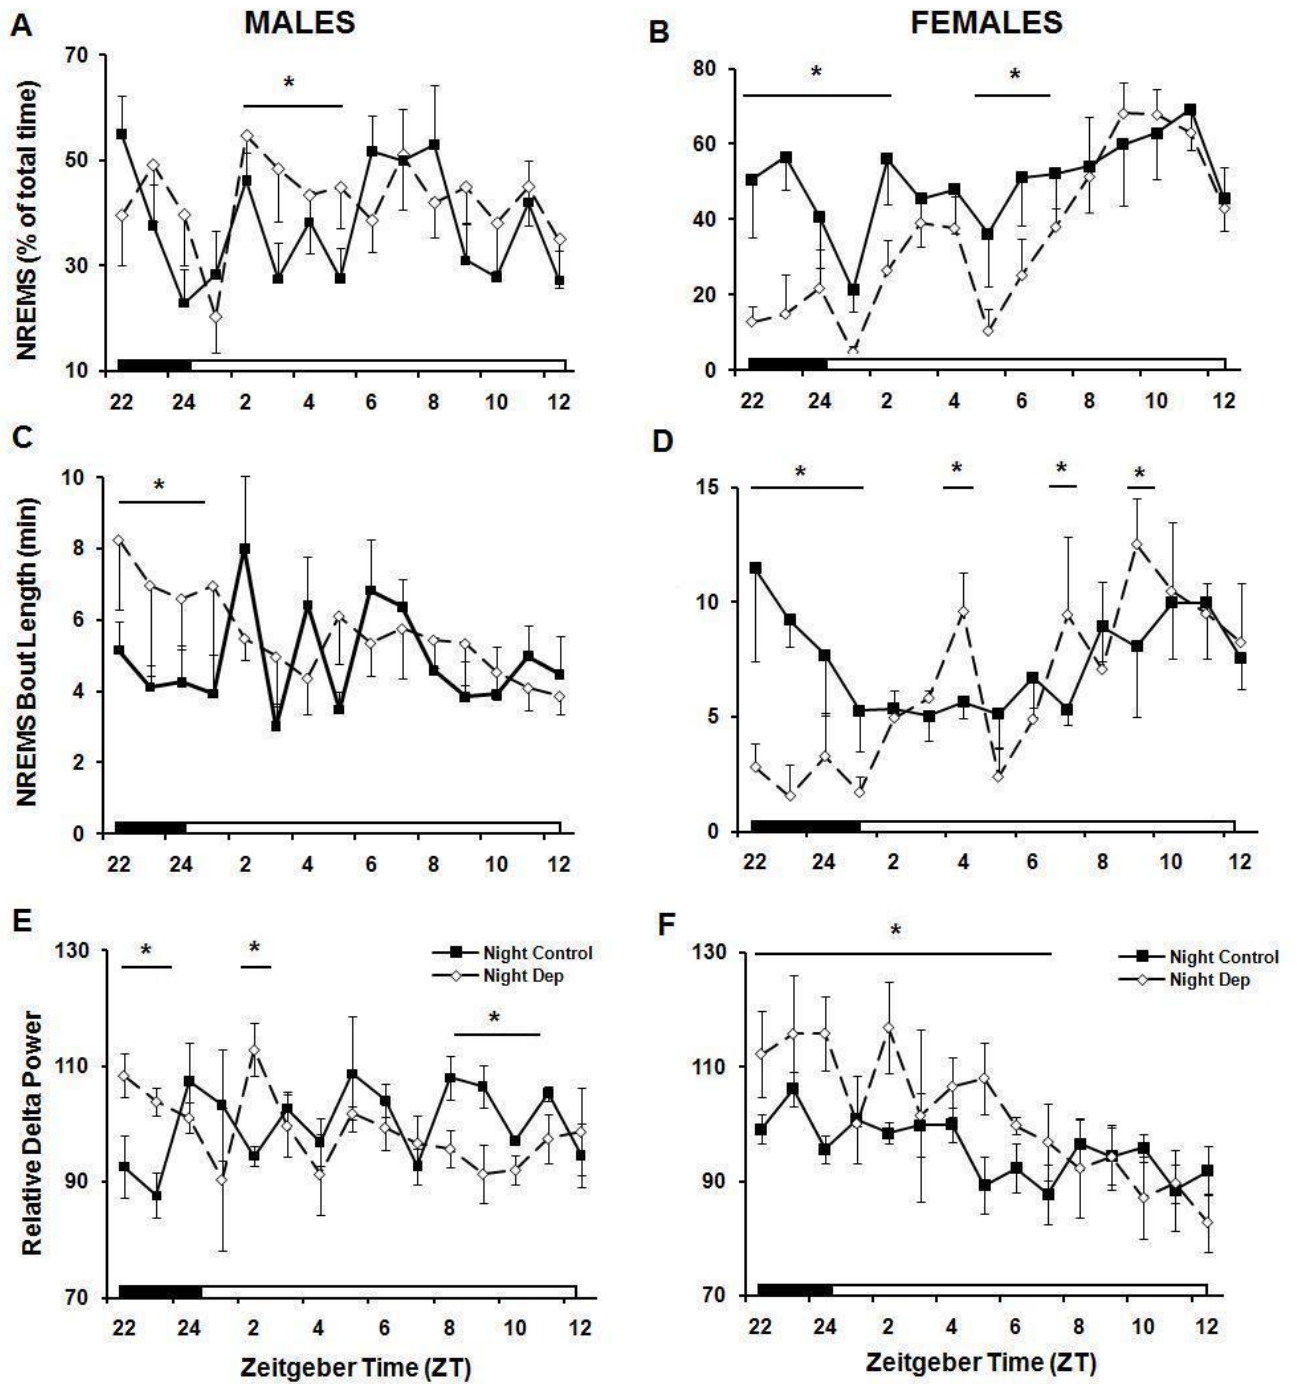 MALES
FEMALES
A
B
NREMS (% of total time)
70
50
30
10
*
22 24 2 4 6 8 10 12
80
60
40
20
0
* *
22 24 2 4 6 8 10 12
C
D
NREMS Bout Length (min)
10
8
6
4
2
0
*
22 24 2 4 6 8 10 12
15
10
5
0
* * * *
22 24 2 4 6 8 10 12
E
F
Relative Delta Power
130
110
90
70
* * *
Night Control
Night Dep
22 24 2 4 6 8 10 12
Zeitgeber Time (ZT)
130
110
90
70
*
Night Control
Night Dep
22 24 2 4 6 8 10 12
Zeitgeber Time (ZT)